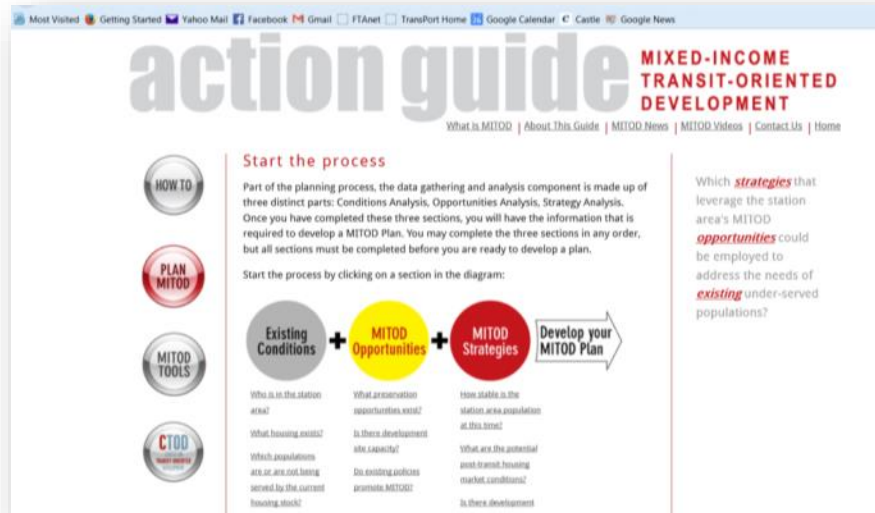 Most Visited Getting Started Yahoo Mail Facebook Gmail FTAnet TransPort Home Google Calendar Castle Google News
action guide
MIXED-INCOME
TRANSIT-ORIENTED
DEVELOPMENT
What is MITOD | About This Guide | MITOD News | MITOD Videos | Contact Us | Home
HOW TO
PLAN
MITOD
MITOD
TOOLS
CTOD
Start the process
Part of the planning process, the data gathering and analysis component is made up of
three distinct parts: Conditions Analysis, Opportunities Analysis, Strategy Analysis.
Once you have completed these three sections, you will have the information that is
required to develop a MITOD Plan. You may complete the three sections in any order,
but all sections must be completed before you are ready to develop a plan.
Start the process by clicking on a section in the diagram:
Existing
Conditions
+
MITOD
Opportunities
+
MITOD
Strategies
Develop your
MITOD Plan
Who is in the station
area?
What housing exists?
Which populations
are or are not being
served by the current
housing stock?
What preservation
opportunities exist?
Is there development
site capacity?
Do existing policies
promote MITOD?
How stable is the
station area population
at this time?
What are the potential
post-transit housing
market conditions?
Is there development
Which strategies that
leverage the station
area's MITOD
opportunities could
be employed to
address the needs of
existing under-served
populations?